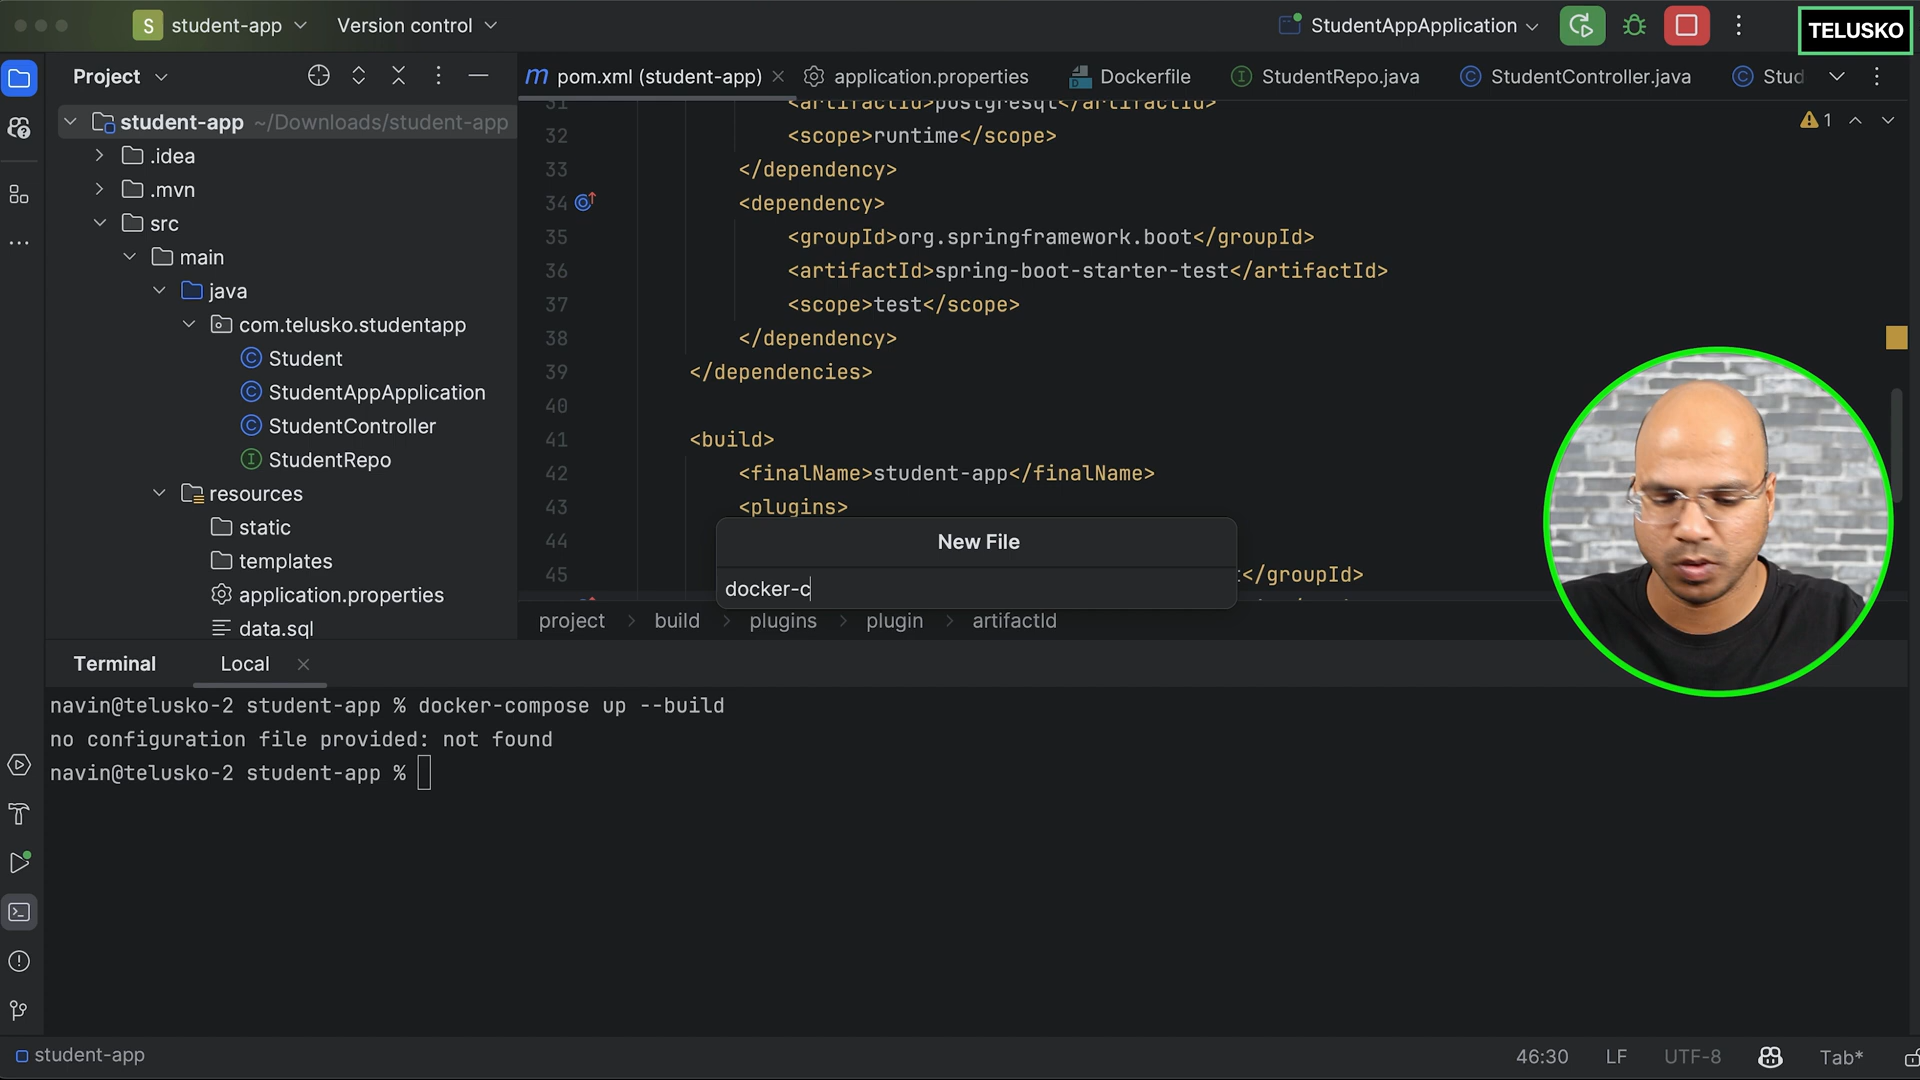 S student-app
Version control
StudentAppApplication
TELUSKO
Project
pom.xml (student-app)
application.properties
Dockerfile
StudentRepo.java
StudentController.java
Stud
student-app ~/Downloads/student-app
.idea
.mvn
src
main
java
com.telusko.studentapp
Student
StudentAppApplication
StudentController
StudentRepo
resources
static
templates
application.properties
data.sql
31 <artifactId>postgresql</artifactId>
32 <scope>runtime</scope>
33 </dependency>
34 <dependency>
35 <groupId>org.springframework.boot</groupId>
36 <artifactId>spring-boot-starter-test</artifactId>
37 <scope>test</scope>
38 </dependency>
39 </dependencies>
40
41 <build>
42 <finalName>student-app</finalName>
43 <plugins>
44
45 </groupId>
1
New File
docker-c
project > build > plugins > plugin > artifactId
Terminal
Local
navin@telusko-2 student-app % docker-compose up --build
no configuration file provided: not found
navin@telusko-2 student-app %
student-app
46:30
LF
UTF-8
Tab*